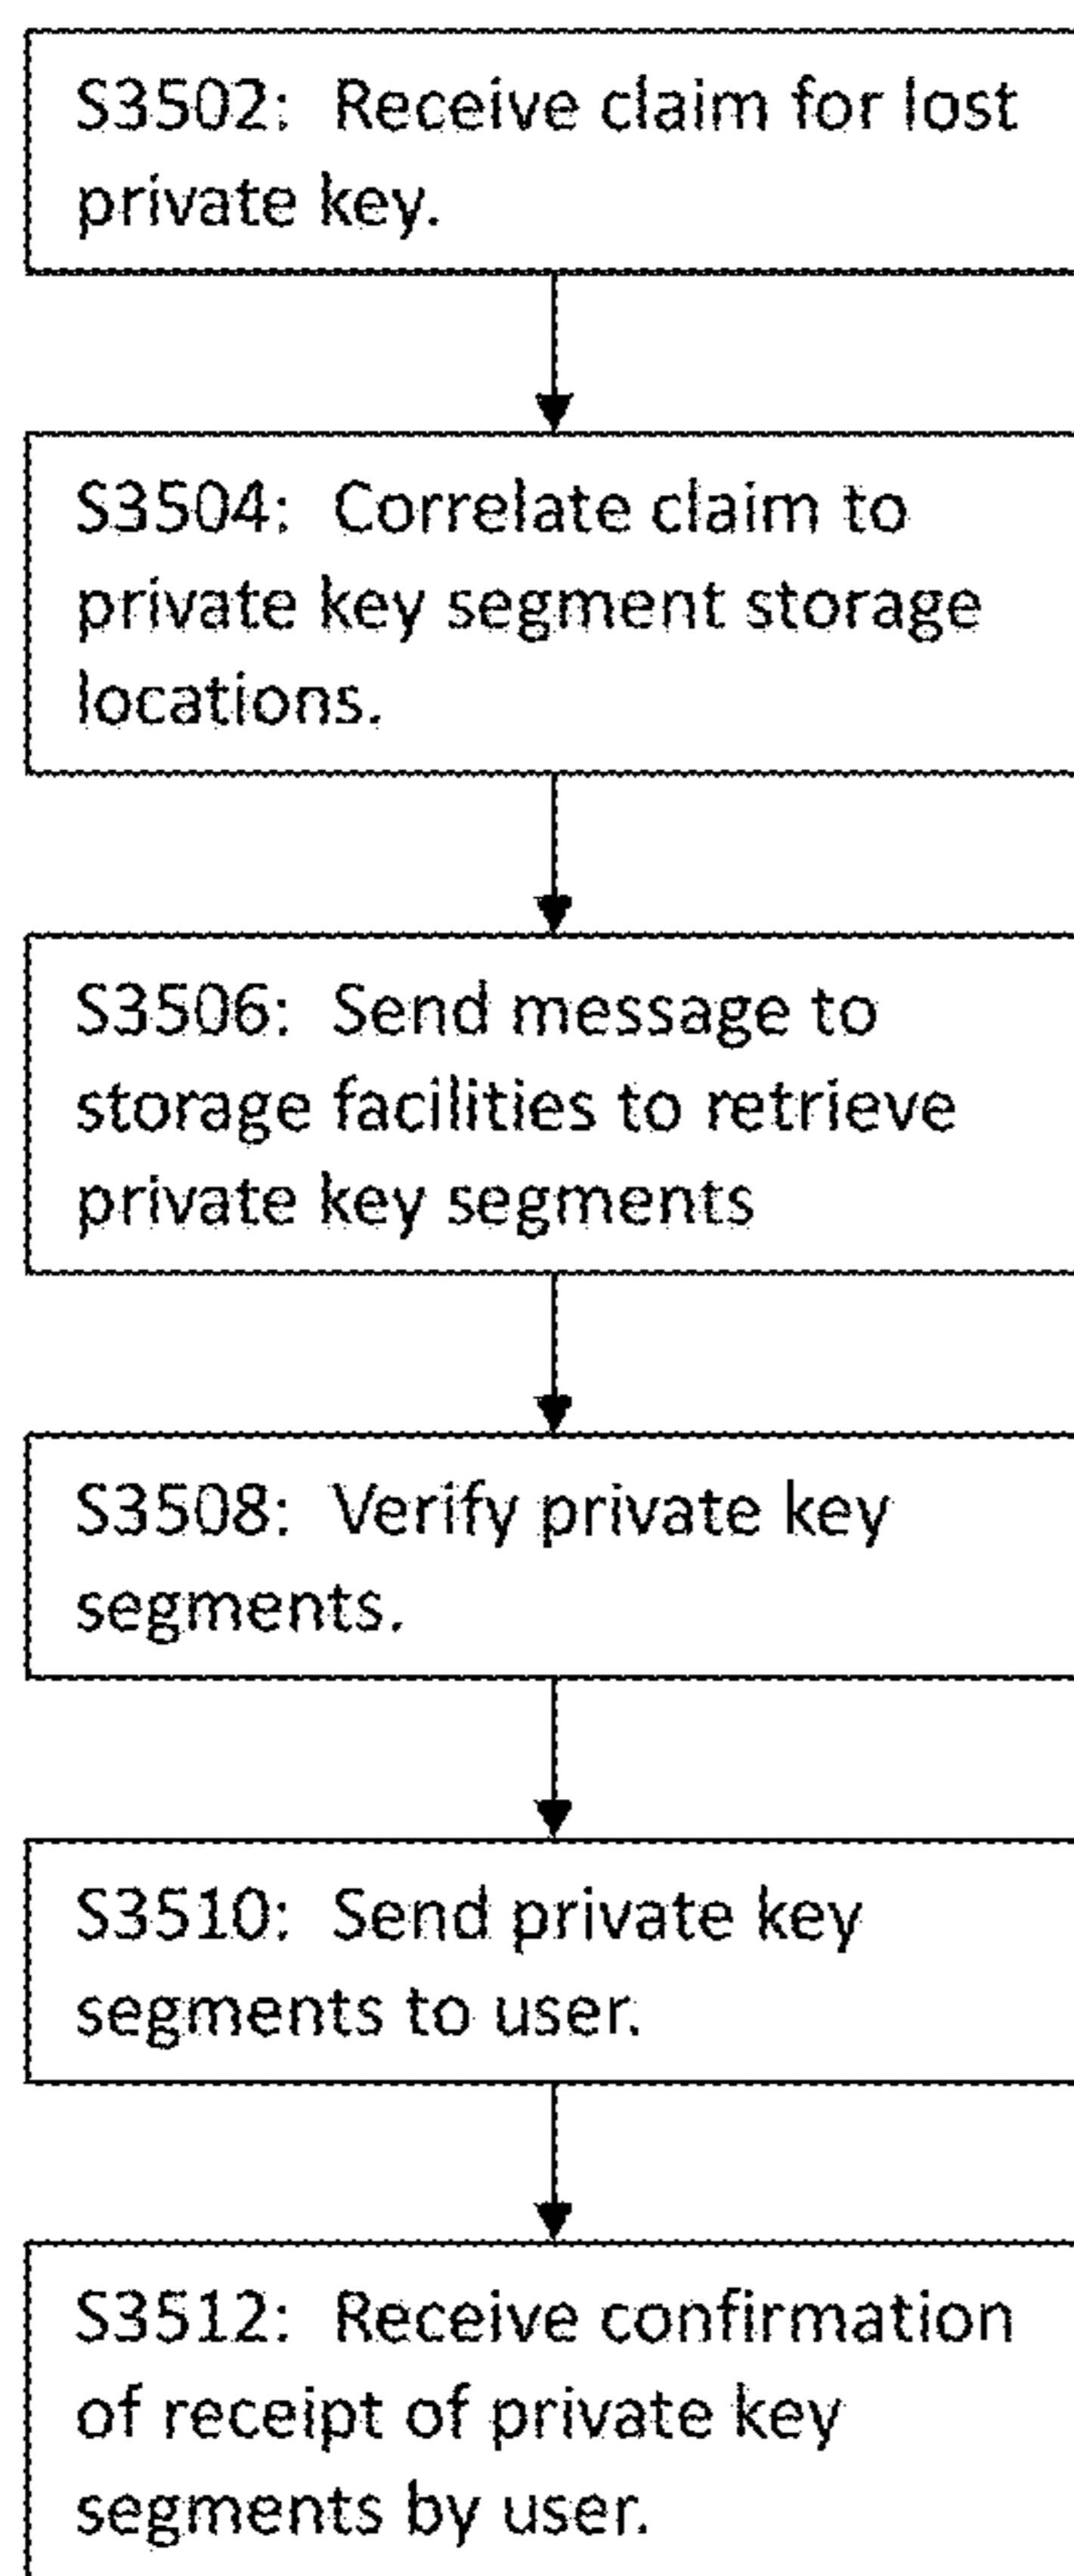 S3502: Receive claim for lost
private key.
S3504: Correlate claim to
private key segment storage
locations.
S3506: Send message to
storage facilities to retrieve
private key segments
S3508: Verify private key
segments.
S3510: Send private key
segments to user.
S3512: Receive confirmation
of receipt of private key
segments by user.